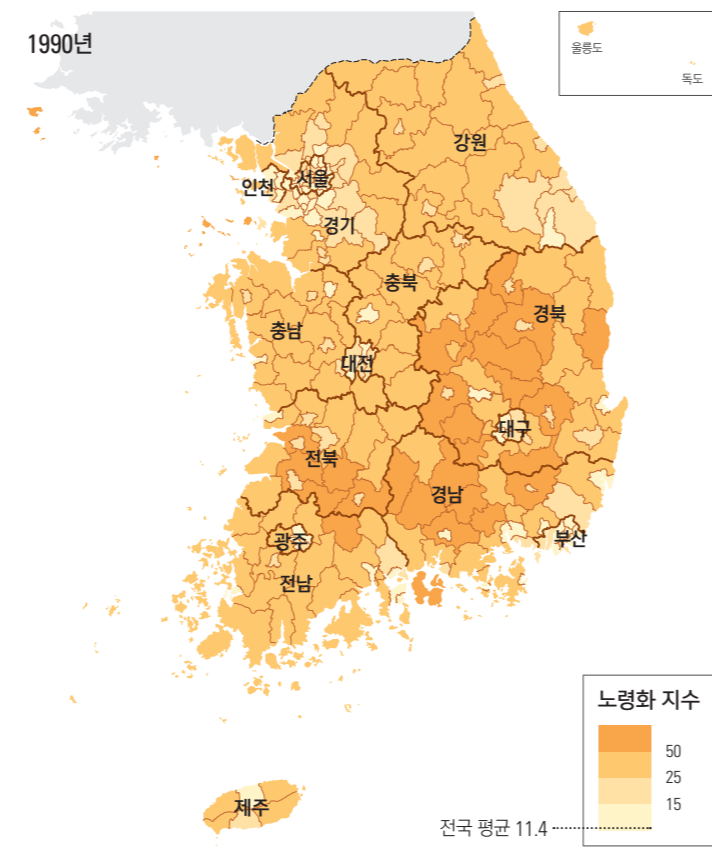 1990년
울릉도
독도
강원
서울
인천
경기
충북
경북
충남
대전
대구
전북
경남
광주
부산
전남
제주
노령화 지수
50
25
15
전국 평균 11.4